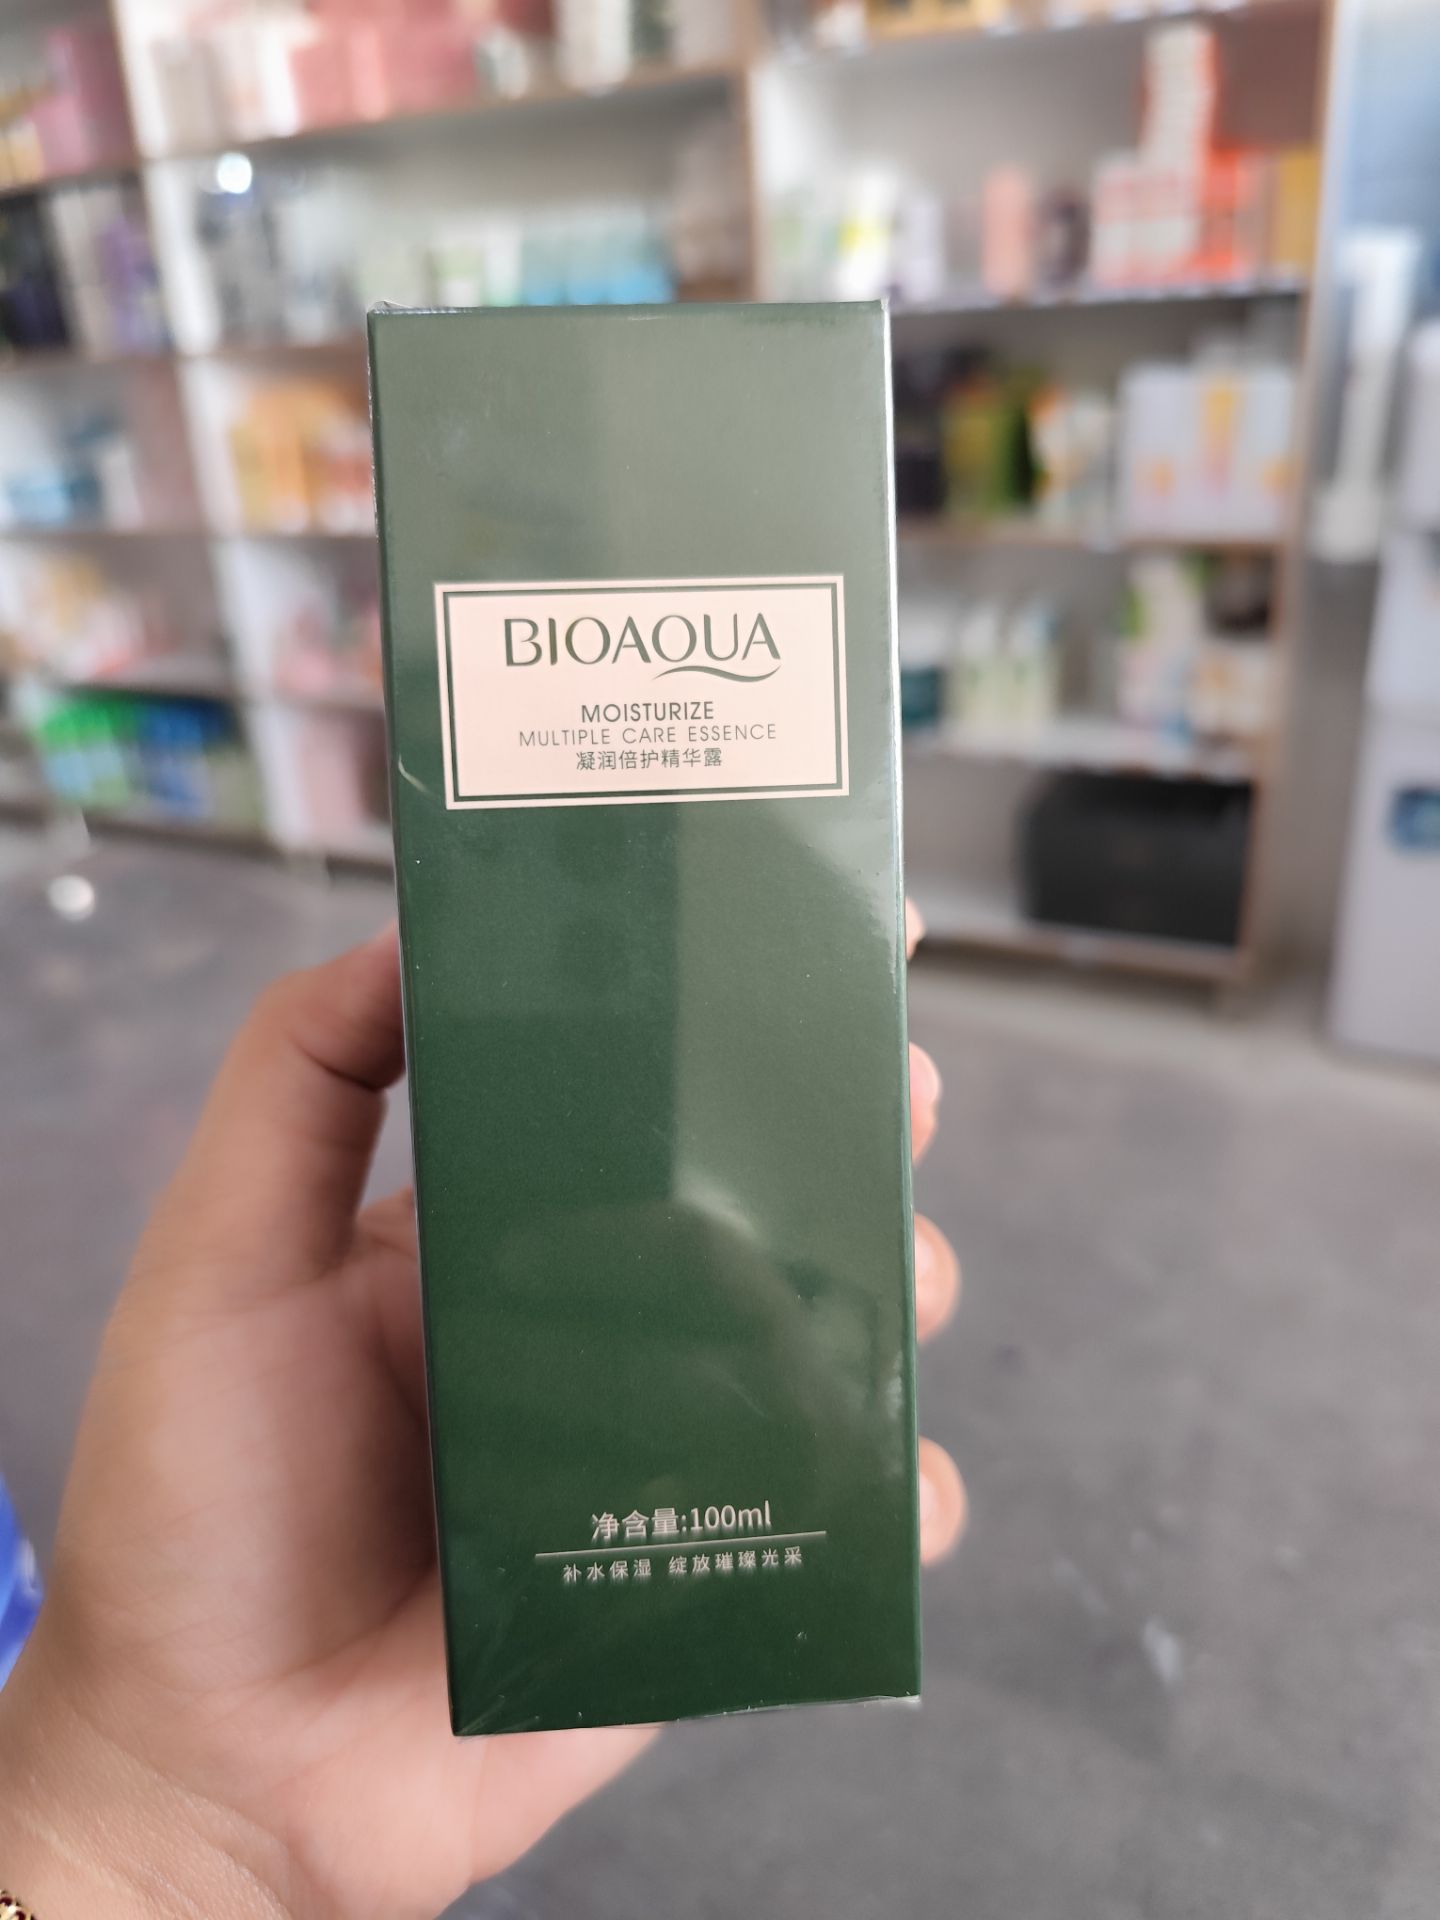 BIOAQUA
MOISTURIZE
MULTIPLE CARE ESSENCE
凝润倍护精华露
净含量:100ml
补水保湿 绽放璀璨光采